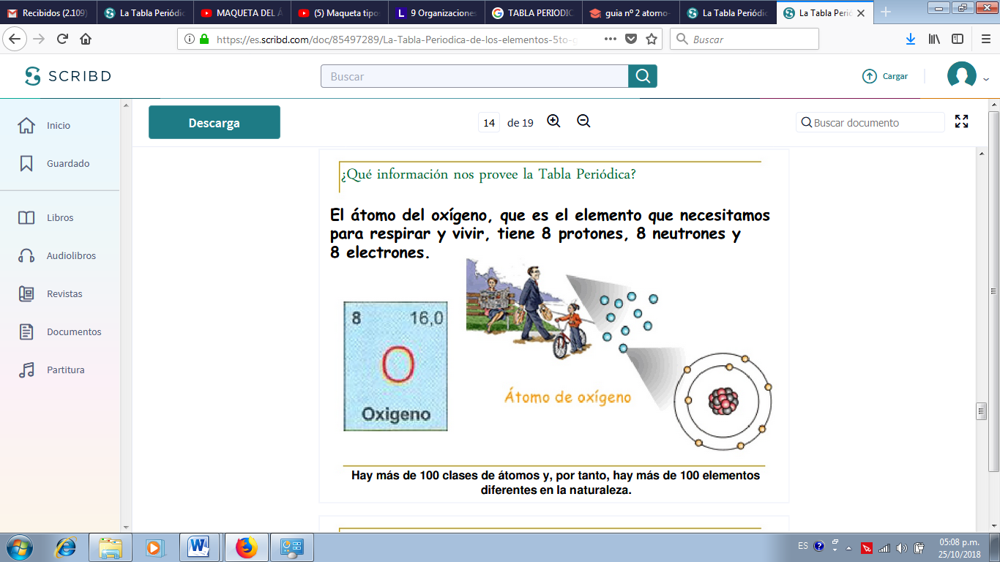 Recibidos (2.109)
La Tabla Periódic
MAQUETA DEL Á
(5) Maqueta tipo
9 Organizaciones
TABLA PERIODIC
guia nº 2 atomo-
La Tabla Periódic
La Tabla Perió
https://es.scribd.com/doc/85497289/La-Tabla-Periodica-de-los-elementos-5to-g
Buscar
SCRIBD
Buscar
Cargar
Inicio
Guardado
Libros
Audiolibros
Revistas
Documentos
Partitura
Descarga
14 de 19
Buscar documento
¿Qué información nos provee la Tabla Periódica?
El átomo del oxígeno, que es el elemento que necesitamos
para respirar y vivir, tiene 8 protones, 8 neutrones y
8 electrones.
8 16,0
O
Oxigeno
Átomo de oxígeno
Hay más de 100 clases de átomos y, por tanto, hay más de 100 elementos
diferentes en la naturaleza.
ES
05:08 p.m.
25/10/2018